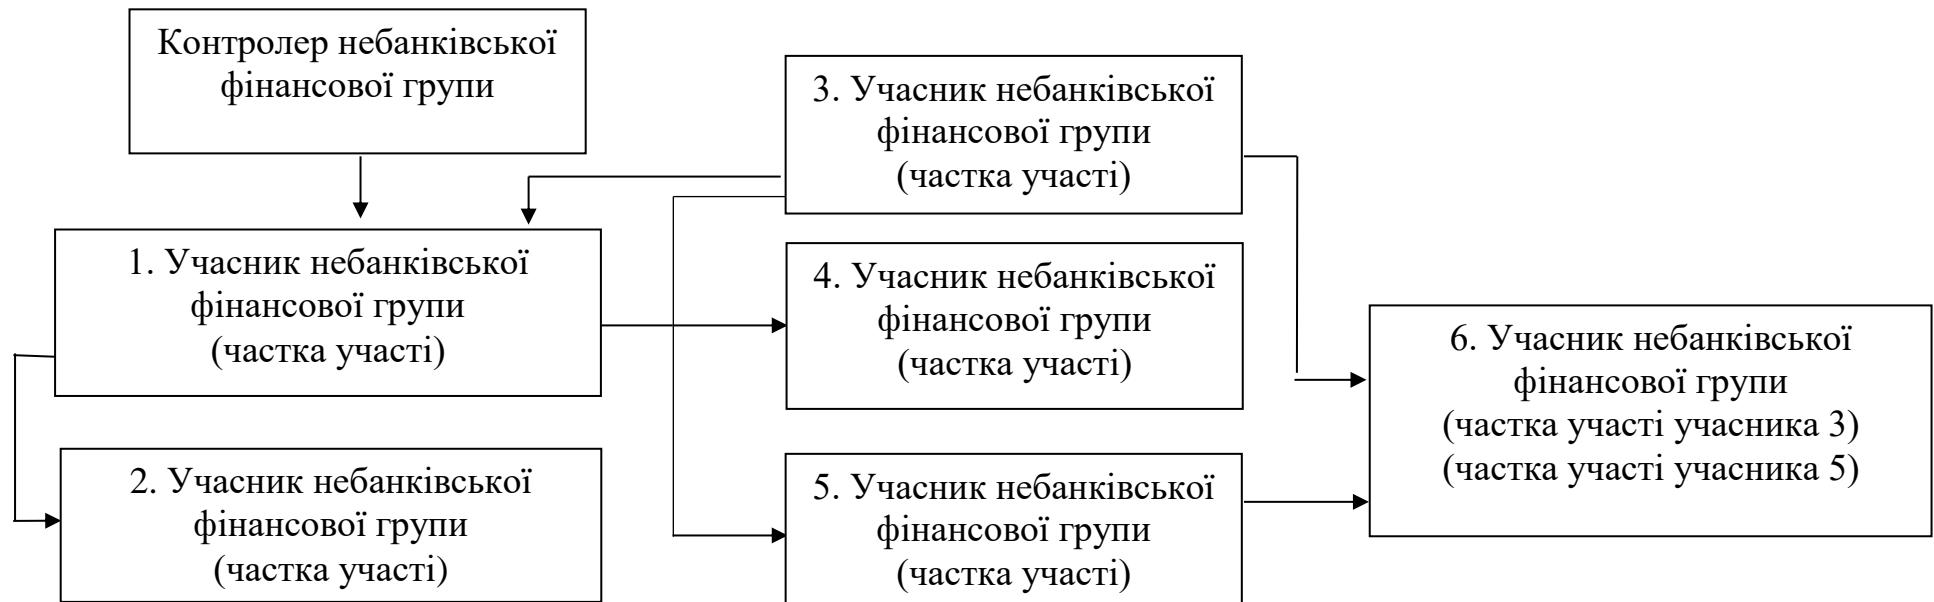 Контролер небанківської
фінансової групи
3. Учасник небанківської
фінансової групи
(частка участі)
1. Учасник небанківської
фінансової групи
(частка участі)
4. Учасник небанківської
фінансової групи
(частка участі)
6. Учасник небанківської
фінансової групи
(частка участі учасника 3)
(частка участі учасника 5)
2. Учасник небанківської
фінансової групи
(частка участі)
5. Учасник небанківської
фінансової групи
(частка участі)